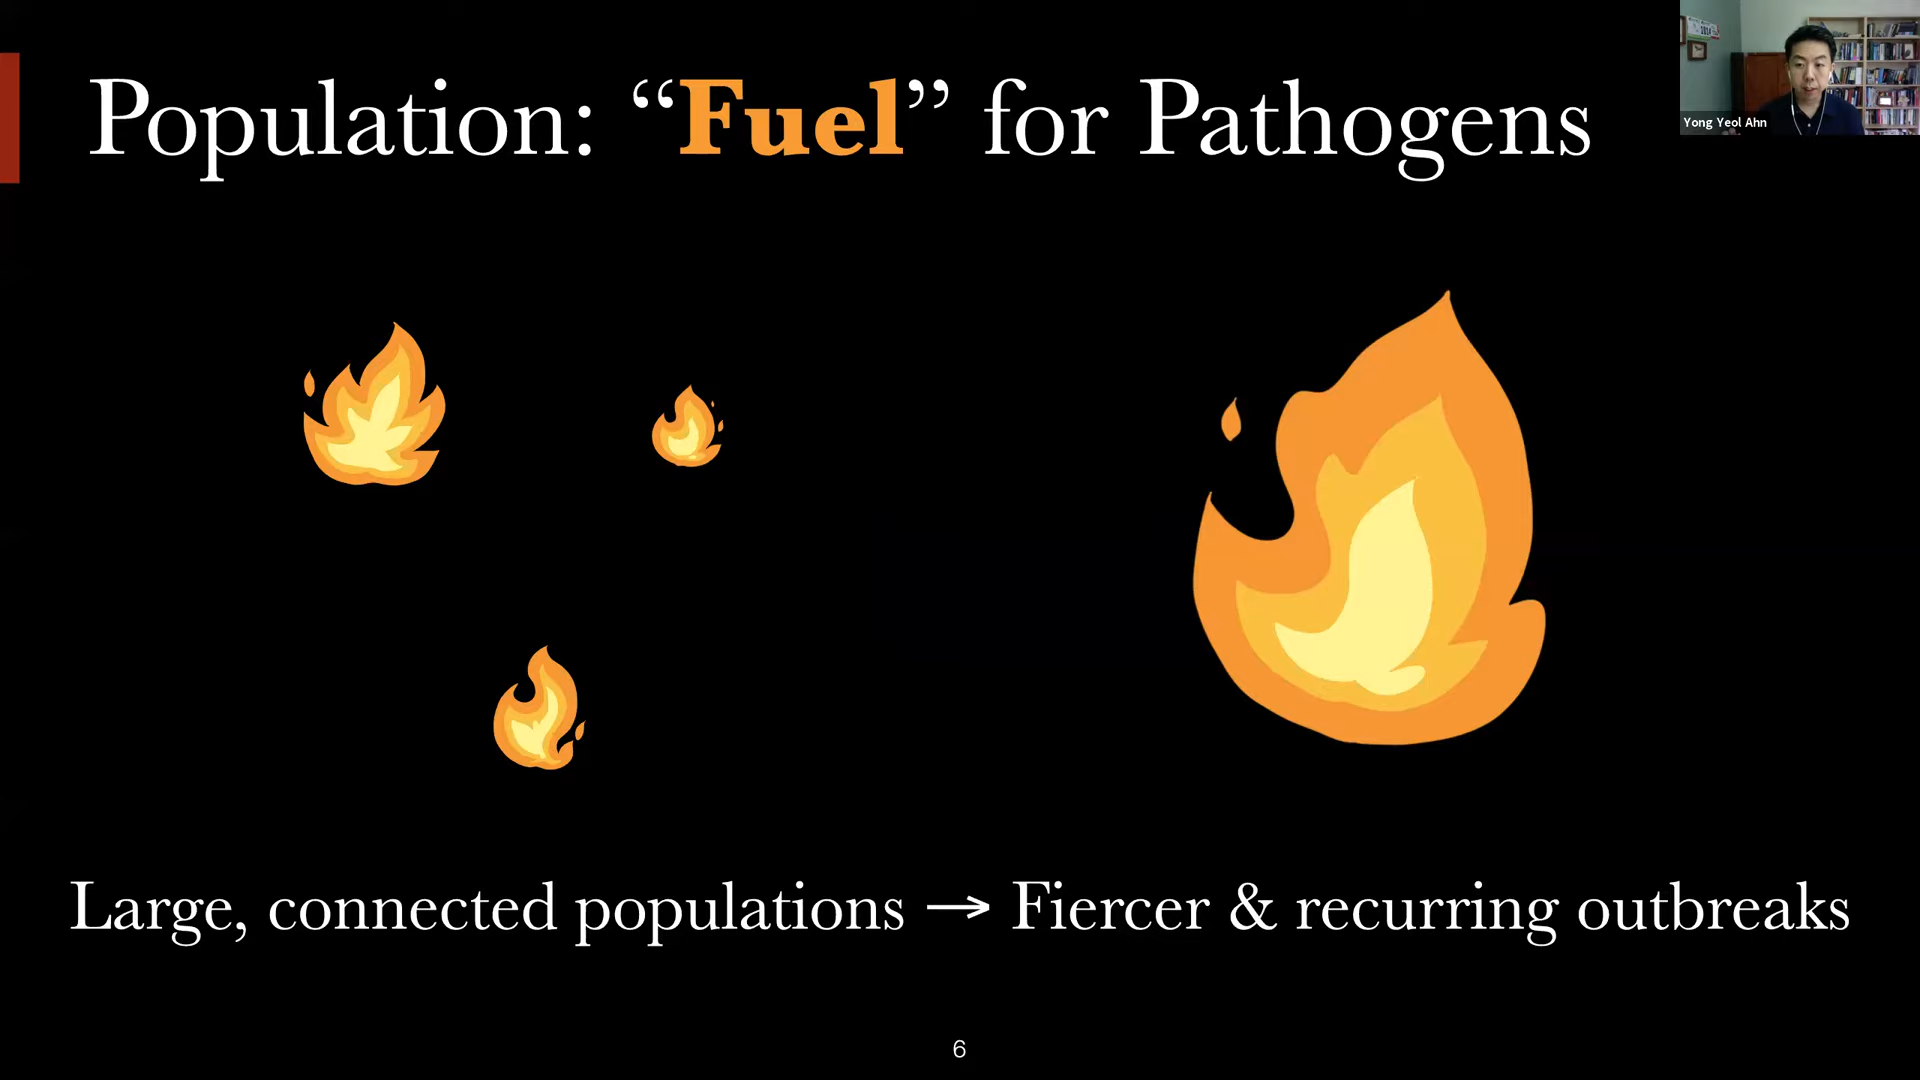 Population: “Fuel” for Pathogens
Yong Yeol Ahn
Large, connected populations → Fiercer & recurring outbreaks
6